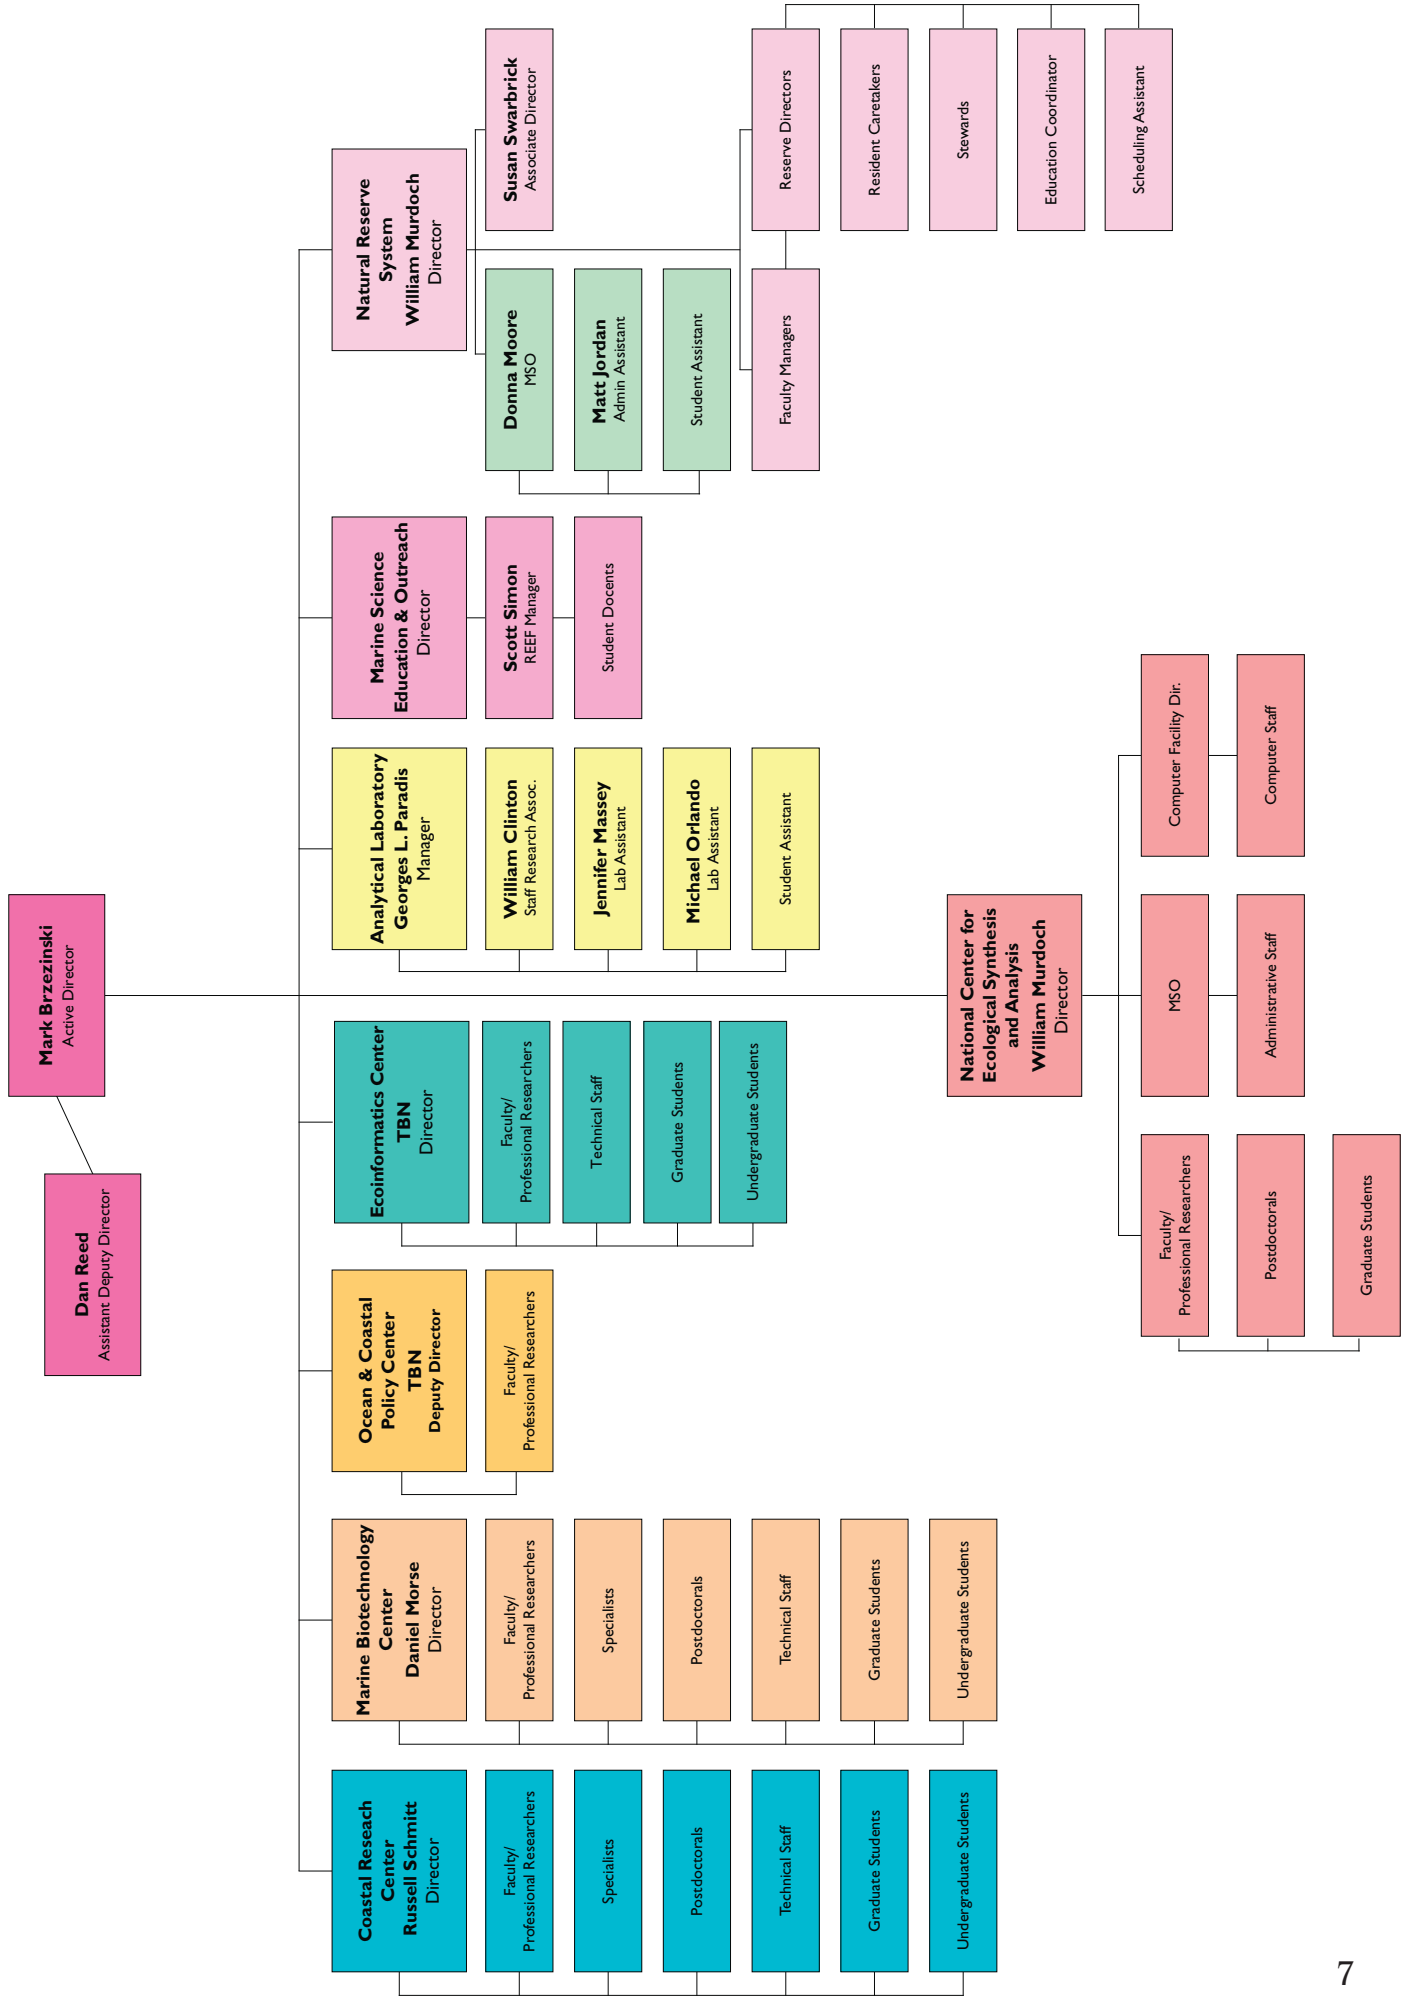 Mark Brzezinski
Active Director
Dan Reed
Assistant Deputy Director
Coastal Reseach
Center
Russell Schmitt
Director
Faculty/
Professional Researchers
Specialists
Postdoctorals
Technical Staff
Graduate Students
Undergraduate Students
Marine Biotechnology
Center
Daniel Morse
Director
Faculty/
Professional Researchers
Specialists
Postdoctorals
Technical Staff
Graduate Students
Undergraduate Students
Ocean & Coastal
Policy Center
TBN
Deputy Director
Faculty/
Professional Researchers
Ecoinformatics Center
TBN
Director
Faculty/
Professional Researchers
Technical Staff
Graduate Students
Undergraduate Students
Analytical Laboratory
Georges L. Paradis
Manager
William Clinton
Staff Research Assoc.
Jennifer Massey
Lab Assistant
Michael Orlando
Lab Assistant
Student Assistant
Marine Science
Education & Outreach
Director
Scott Simon
REEF Manager
Student Docents
Natural Reserve
System
William Murdoch
Director
Donna Moore
MSO
Matt Jordan
Admin Assistant
Student Assistant
Susan Swarbrick
Associate Director
Faculty Managers
Reserve Directors
Resident Caretakers
Stewards
Education Coordinator
Scheduling Assistant
National Center for
Ecological Synthesis
and Analysis
William Murdoch
Director
Faculty/
Professional Researchers
Postdoctorals
Graduate Students
MSO
Administrative Staff
Computer Facility Dir.
Computer Staff
7